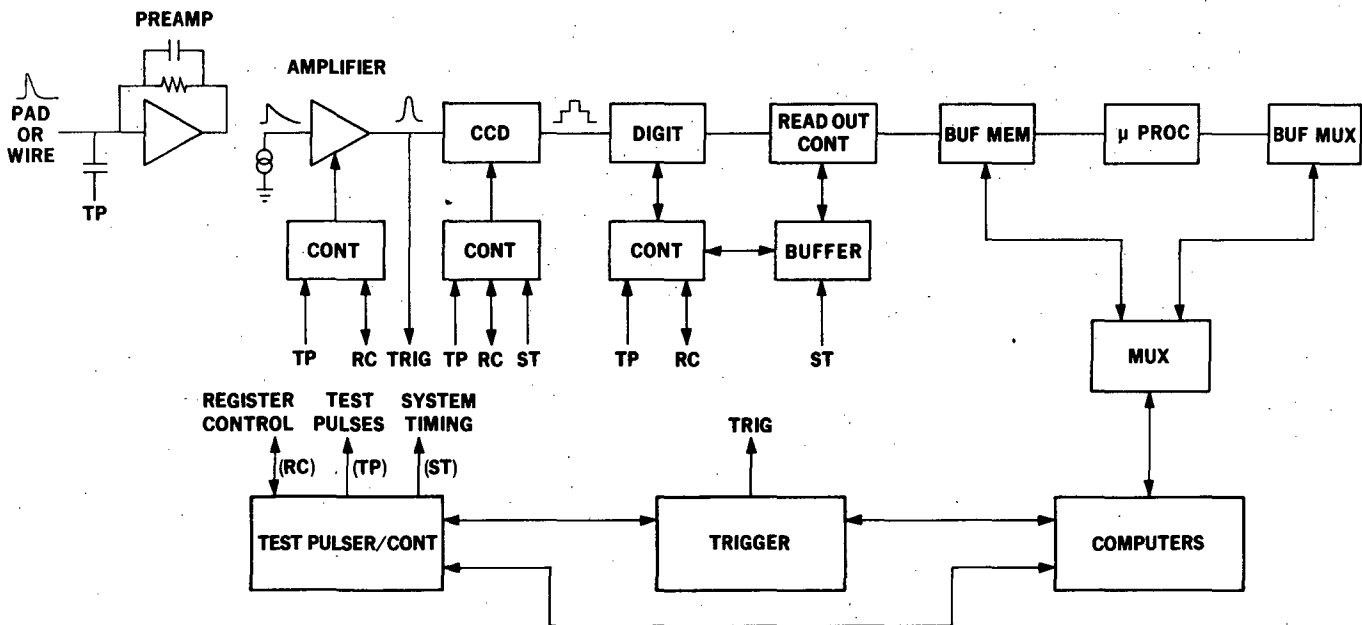 PREAMP
PAD
OR
WIRE
TP
AMPLIFIER
CCD
DIGIT
READ OUT
CONT
BUF MEM
μ PROC
BUF MUX
CONT
CONT
CONT
BUFFER
TP
RC
TRIG
TP
RC
ST
TP
RC
ST
MUX
REGISTER
CONTROL
TEST
PULSES
SYSTEM
TIMING
(RC)
(TP)
(ST)
TRIG
TEST PULSER/CONT
TRIGGER
COMPUTERS